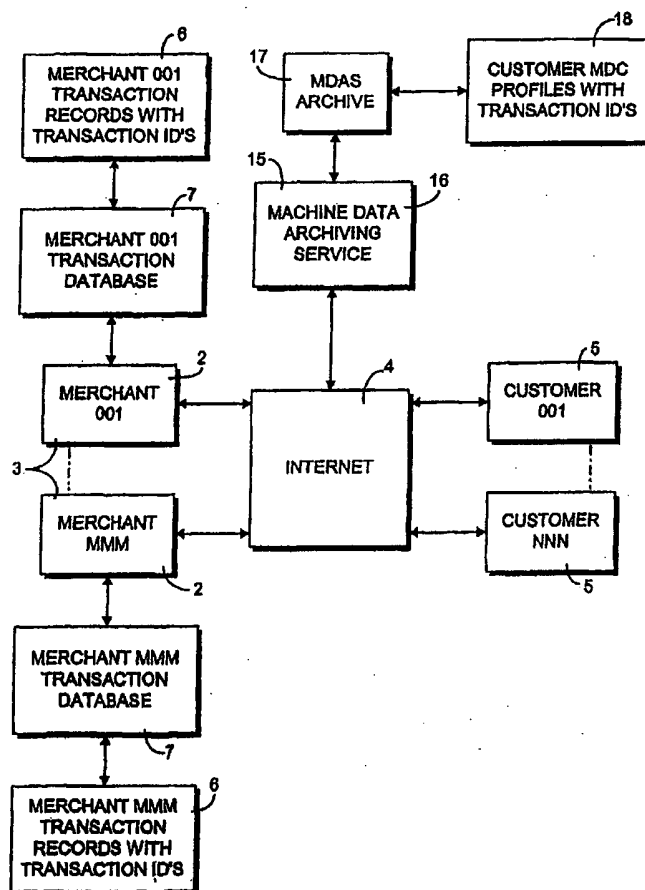 6
MERCHANT 001
TRANSACTION
RECORDS WITH
TRANSACTION ID'S
7
MERCHANT 001
TRANSACTION
DATABASE
2
MERCHANT
001
3
MERCHANT
MMM
2
MERCHANT MMM
TRANSACTION
DATABASE
7
6
MERCHANT MMM
TRANSACTION
RECORDS WITH
TRANSACTION ID'S
17
MDAS
ARCHIVE
18
CUSTOMER MDC
PROFILES WITH
TRANSACTION ID'S
15
16
MACHINE DATA
ARCHIVING
SERVICE
4
INTERNET
5
CUSTOMER
001
CUSTOMER
NNN
5